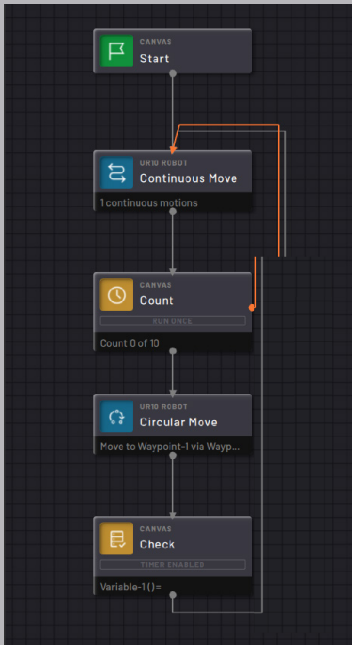 CANVAS
Start
UR10 ROBOT
Continuous Move
1 continuous motions
CANVAS
Count
RUN ONCE
Count 0 of 10
UR10 ROBOT
Circular Move
Move to Waypoint-1 via Wayp...
CANVAS
Check
TIMER ENABLED
Variable-1()=